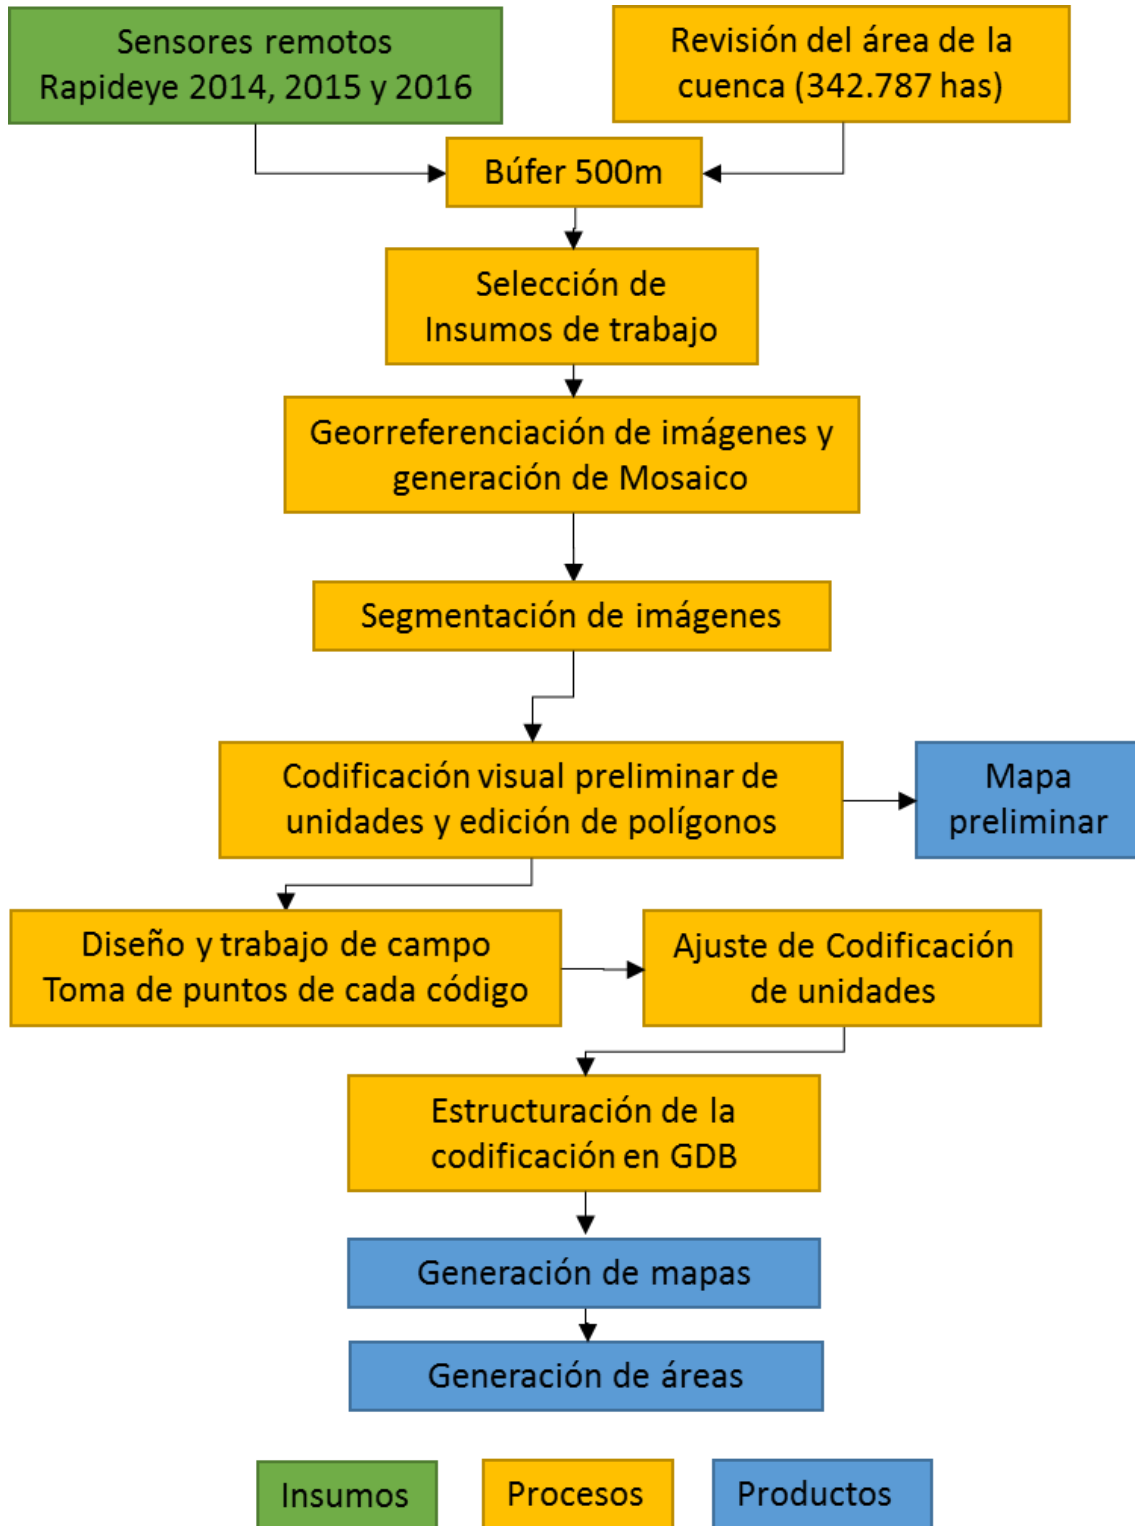 Sensores remotos
Rapideye 2014, 2015 y 2016
Revisión del área de la
cuenca (342.787 has)
Búfer 500m
Selección de
Insumos de trabajo
Georreferenciación de imágenes y
generación de Mosaico
Segmentación de imágenes
Codificación visual preliminar de
unidades y edición de polígonos
Mapa
preliminar
Diseño y trabajo de campo
Toma de puntos de cada código
Ajuste de Codificación
de unidades
Estructuración de la
codificación en GDB
Generación de mapas
Generación de áreas
Insumos
Procesos
Productos